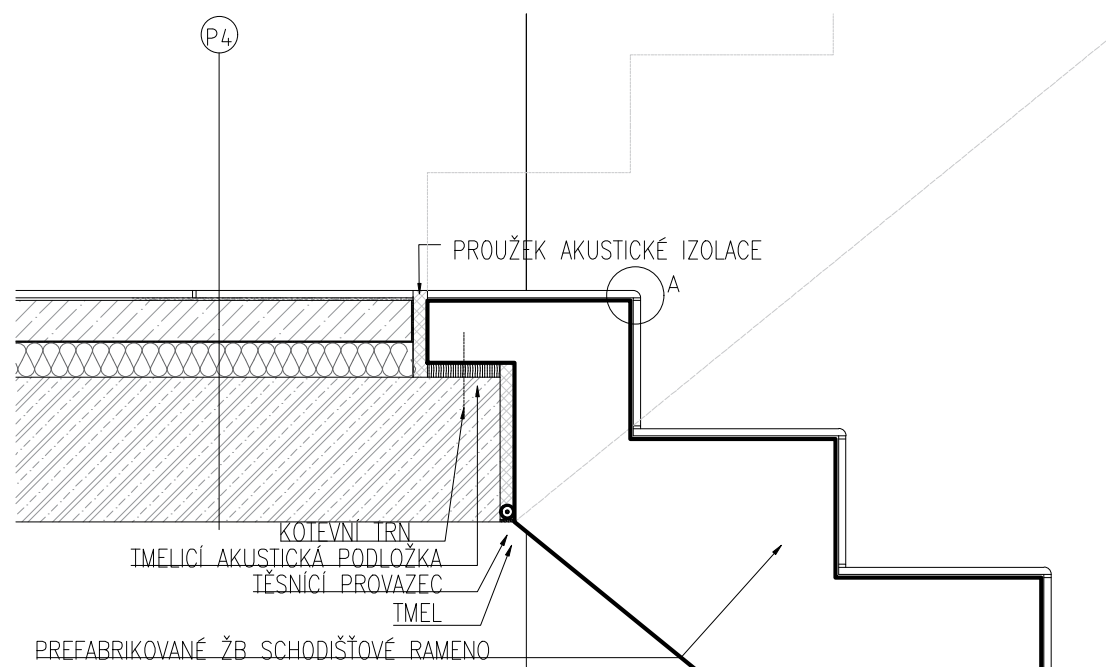 P4
PROUŽEK AKUSTICKÉ IZOLACE
A
KOTEVNÍ TRN
TMELICÍ AKUSTICKÁ PODLOŽKA
TĚSNÍCÍ PROVAZEC
TMEL
PREFABRIKOVANÉ ŽB SCHODIŠŤOVÉ RAMENO